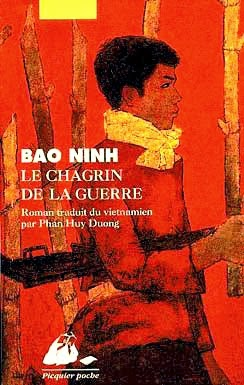 BAO NINH
LE CHAGRIN
DE LA GUERRE
Roman traduit du vietnamien
par Phan Huy Duong
Picquier poche